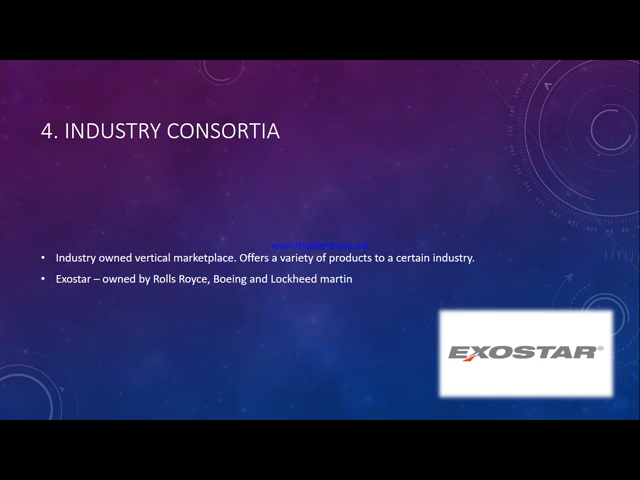 4. INDUSTRY CONSORTIA
• Industry owned vertical marketplace. Offers a variety of products to a certain industry.
• Exostar – owned by Rolls Royce, Boeing and Lockheed martin
EXOSTAR®